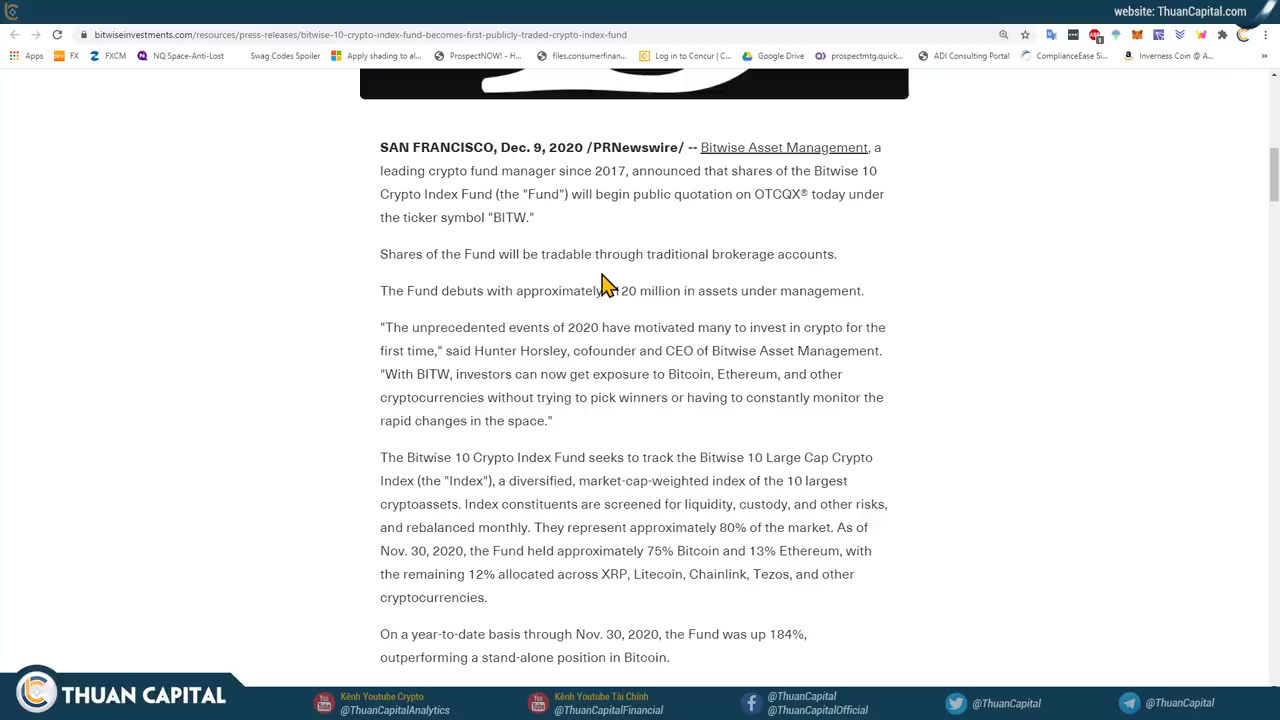 website: ThuanCapital.com
bitwiseinvestments.com/resources/press-releases/bitwise-10-crypto-index-fund-becomes-first-publicly-traded-crypto-index-fund
Apps FX FXCM NQ Space-Anti-Lost Swag Codes Spoiler Apply shading to al... ProspectNOW! - H... files.consumerfinan... Log in to Concur | C... Google Drive prospectmtg.quick... ADI Consulting Portal ComplianceEase Si... Inverness Coin @ A... »
SAN FRANCISCO, Dec. 9, 2020 /PRNewswire/ -- Bitwise Asset Management, a
leading crypto fund manager since 2017, announced that shares of the Bitwise 10
Crypto Index Fund (the "Fund") will begin public quotation on OTCQX® today under
the ticker symbol "BITW."
Shares of the Fund will be tradable through traditional brokerage accounts.
The Fund debuts with approximately 120 million in assets under management.
"The unprecedented events of 2020 have motivated many to invest in crypto for the
first time," said Hunter Horsley, cofounder and CEO of Bitwise Asset Management.
"With BITW, investors can now get exposure to Bitcoin, Ethereum, and other
cryptocurrencies without trying to pick winners or having to constantly monitor the
rapid changes in the space."
The Bitwise 10 Crypto Index Fund seeks to track the Bitwise 10 Large Cap Crypto
Index (the "Index"), a diversified, market-cap-weighted index of the 10 largest
cryptoassets. Index constituents are screened for liquidity, custody, and other risks,
and rebalanced monthly. They represent approximately 80% of the market. As of
Nov. 30, 2020, the Fund held approximately 75% Bitcoin and 13% Ethereum, with
the remaining 12% allocated across XRP, Litecoin, Chainlink, Tezos, and other
cryptocurrencies.
On a year-to-date basis through Nov. 30, 2020, the Fund was up 184%,
outperforming a stand-alone position in Bitcoin.
THUAN CAPITAL
Kênh Youtube Crypto
@ThuanCapitalAnalytics
Kênh Youtube Tài Chính
@ThuanCapitalFinancial
@ThuanCapital
@ThuanCapitalOfficial
@ThuanCapital
@ThuanCapital